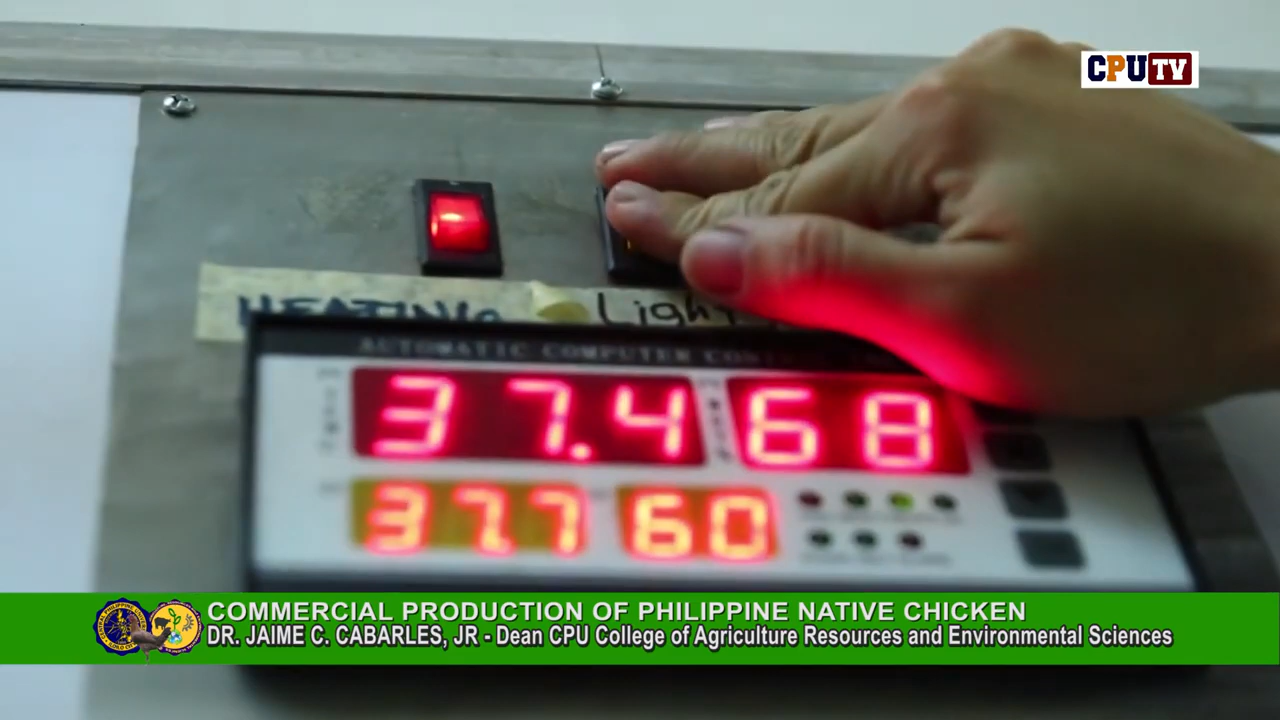 CPUTV
HEATING Light
AUTOMATIC COMPUTER
37.4 68
37.7 60
COMMERCIAL PRODUCTION OF PHILIPPINE NATIVE CHICKEN
DR. JAIME C. CABARLES, JR - Dean CPU College of Agriculture Resources and Environmental Sciences